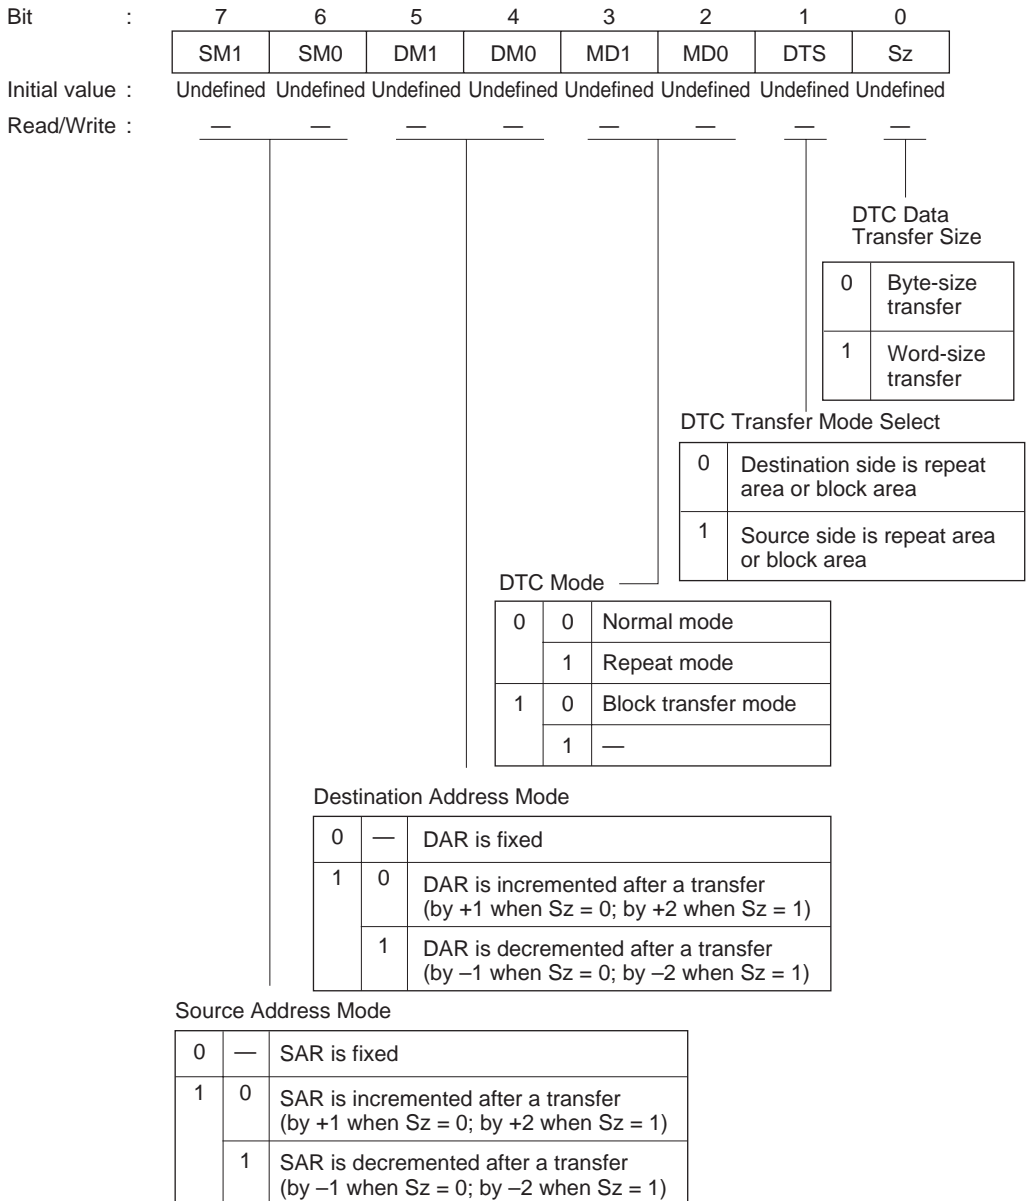 Bit : 7 6 5 4 3 2 1 0
SM1 SM0 DM1 DM0 MD1 MD0 DTS Sz
Initial value : Undefined Undefined Undefined Undefined Undefined Undefined Undefined Undefined
Read/Write : — — — — — — — —
DTC Data
Transfer Size
0 Byte-size
transfer
1 Word-size
transfer
DTC Transfer Mode Select
0 Destination side is repeat
area or block area
1 Source side is repeat area
or block area
DTC Mode
0 0 Normal mode
1 Repeat mode
1 0 Block transfer mode
1 —
Destination Address Mode
0 — DAR is fixed
1 0 DAR is incremented after a transfer
(by +1 when Sz = 0; by +2 when Sz = 1)
1 DAR is decremented after a transfer
(by –1 when Sz = 0; by –2 when Sz = 1)
Source Address Mode
0 — SAR is fixed
1 0 SAR is incremented after a transfer
(by +1 when Sz = 0; by +2 when Sz = 1)
1 SAR is decremented after a transfer
(by –1 when Sz = 0; by –2 when Sz = 1)